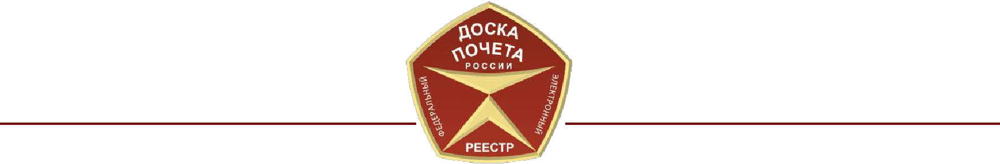 ДОСКА
ПОЧЕТА
РОССИИ
ФЕДЕРАЛЬНЫЙ
ЭЛЕКТРОННЫЙ
РЕЕСТР